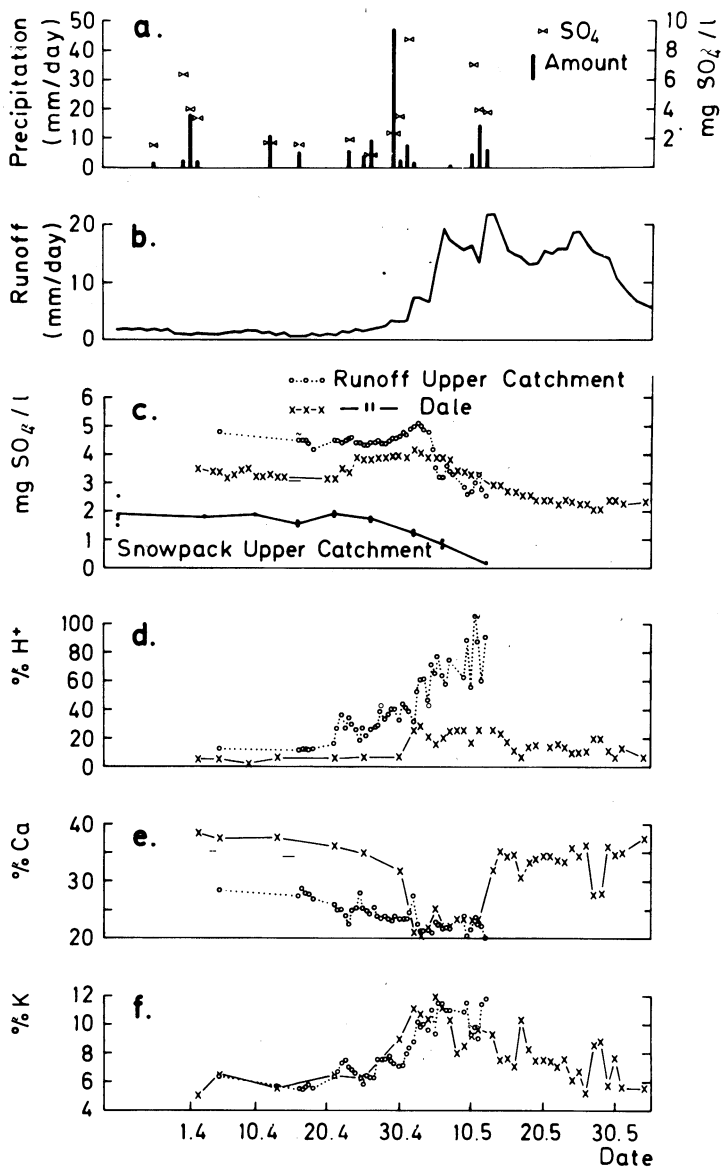 a.
Precipitation
(mm/day)
50
40
30
20
10
0
SO4
Amount
10
8
6
4
2
mg SO4/l
b.
Runoff
(mm/day)
20
10
0
c.
mg SO4/l
6
5
4
3
2
1
0
Runoff Upper Catchment
— " — Dale
Snowpack Upper Catchment
d.
% H+
100
80
60
40
20
0
e.
% Ca
40
30
20
f.
% K
12
10
8
6
4
1.4 10.4 20.4 30.4 10.5 20.5 30.5
Date